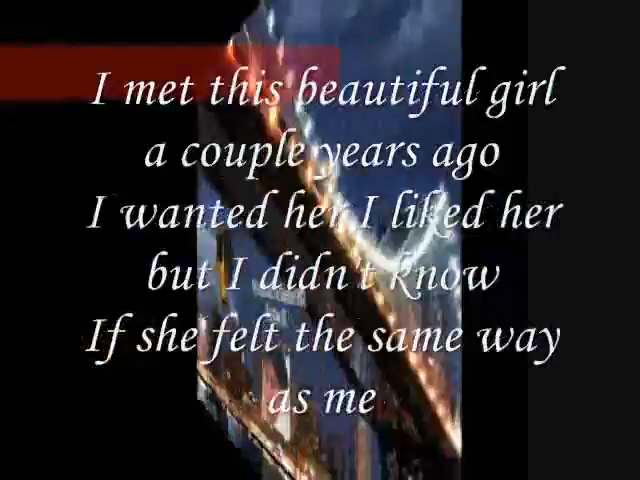 I met this beautiful girl
a couple years ago
I wanted her I liked her
but I didn't know
If she felt the same way
as me